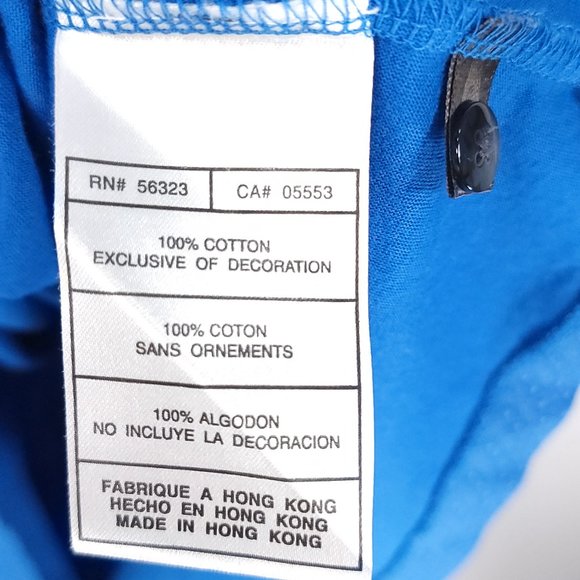 RN# 56323 CA# 05553
100% COTTON
EXCLUSIVE OF DECORATION
100% COTON
SANS ORNEMENTS
100% ALGODON
NO INCLUYE LA DECORACION
FABRIQUE A HONG KONG
HECHO EN HONG KONG
MADE IN HONG KONG